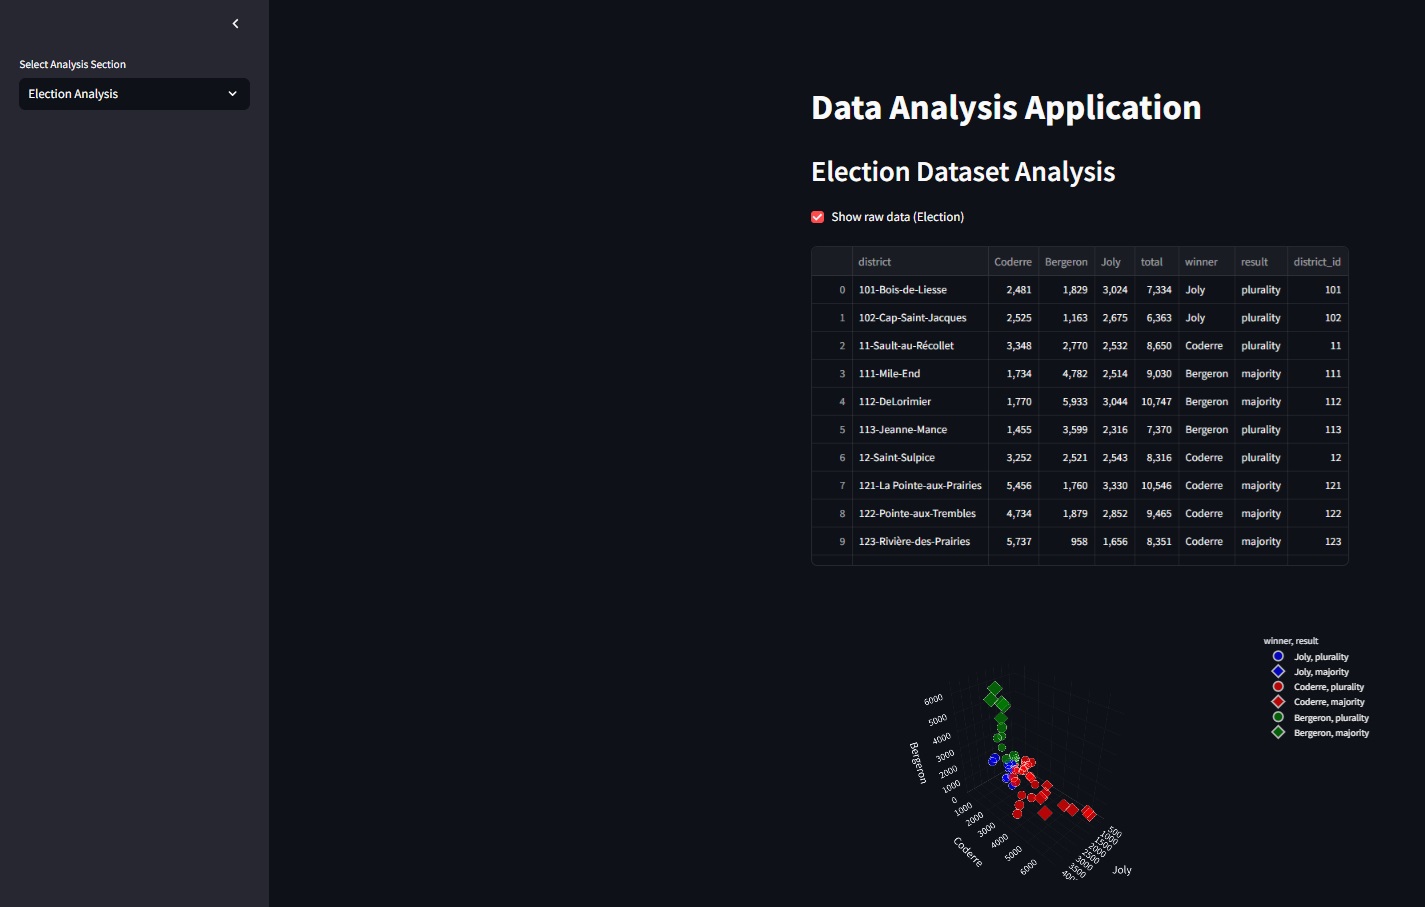 Select Analysis Section
Election Analysis
Data Analysis Application
Election Dataset Analysis
Show raw data (Election)
district Coderre Bergeron Joly total winner result district_id
0 101-Bois-de-Liesse 2,481 1,829 3,024 7,334 Joly plurality 101
1 102-Cap-Saint-Jacques 2,525 1,163 2,675 6,363 Joly plurality 102
2 11-Sault-au-Récollet 3,348 2,770 2,532 8,650 Coderre plurality 11
3 111-Mile-End 1,734 4,782 2,514 9,030 Bergeron majority 111
4 112-DeLorimier 1,770 5,933 3,044 10,747 Bergeron majority 112
5 113-Jeanne-Mance 1,455 3,599 2,316 7,370 Bergeron plurality 113
6 12-Saint-Sulpice 3,252 2,521 2,543 8,316 Coderre plurality 12
7 121-La Pointe-aux-Prairies 5,456 1,760 3,330 10,546 Coderre majority 121
8 122-Pointe-aux-Trembles 4,734 1,879 2,852 9,465 Coderre majority 122
9 123-Rivière-des-Prairies 5,737 958 1,656 8,351 Coderre majority 123
winner, result
Joly, plurality
Joly, majority
Coderre, plurality
Coderre, majority
Bergeron, plurality
Bergeron, majority
6000
5000
4000
3000
2000
1000
0
Bergeron
1000
2000
3000
4000
5000
6000
Coderre
500
1000
1500
2000
2500
3000
3500
Joly